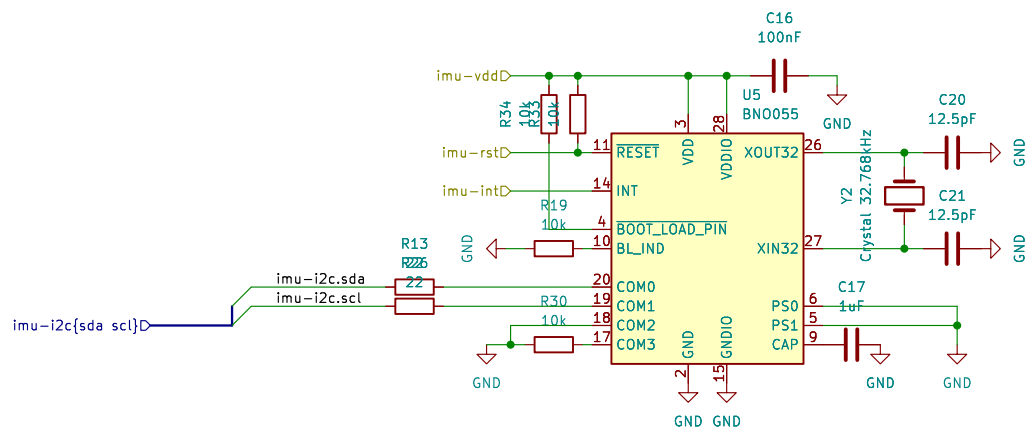 C16
100nF
imu-vdd
U5
BNO055
GND
R34
10k
R33
10k
3
VDD
28
VDDIO
C20
12.5pF
GND
imu-rst
11
RESET
XOUT32
26
imu-int
14
INT
Y2
Crystal 32.768kHz
C21
12.5pF
GND
R19
10k
4
BOOT_LOAD_PIN
GND
10
BL_IND
XIN32
27
R13
22
R26
22
imu-i2c.sda
20
COM0
imu-i2c.scl
19
COM1
C17
1uF
PS0
6
imu-i2c{sda scl}
R30
10k
18
COM2
PS1
5
17
COM3
CAP
9
GND
GNDIO
GND
2
15
GND
GND
GND
GND